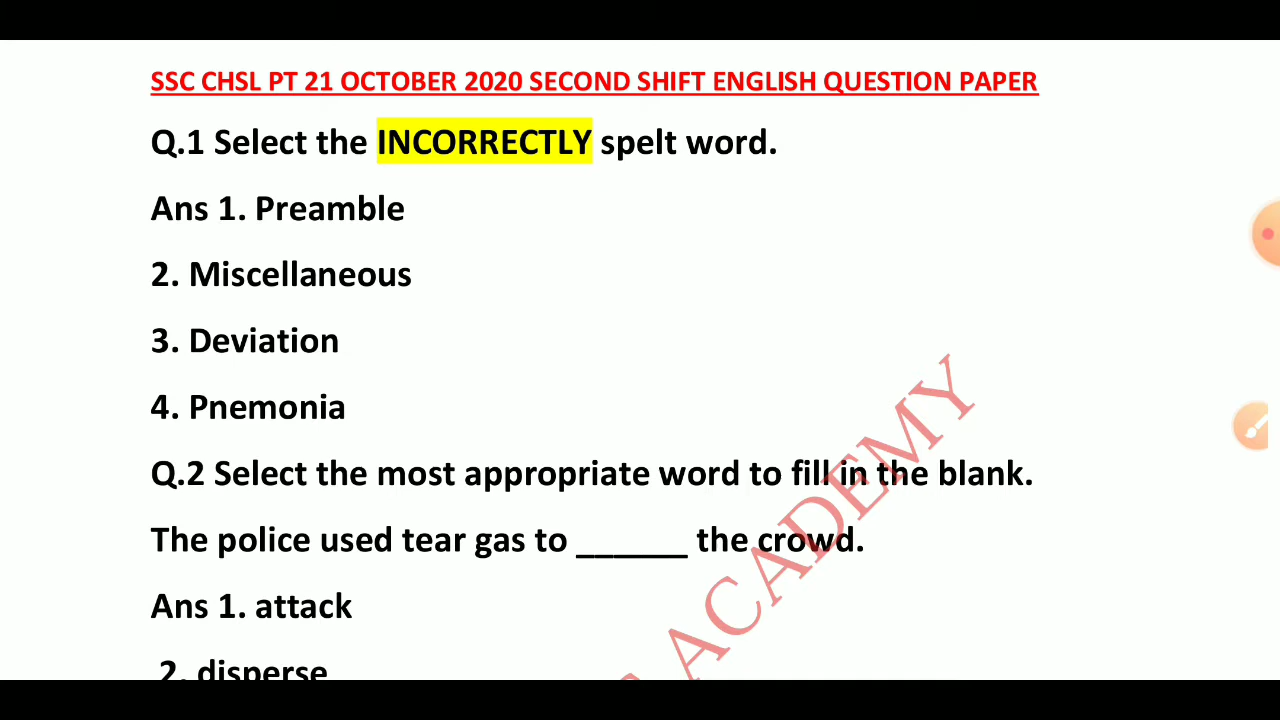 SSC CHSL PT 21 OCTOBER 2020 SECOND SHIFT ENGLISH QUESTION PAPER
Q.1 Select the INCORRECTLY spelt word.
Ans 1. Preamble
2. Miscellaneous
3. Deviation
4. Pnemonia
Q.2 Select the most appropriate word to fill in the blank.
The police used tear gas to ______ the crowd.
Ans 1. attack
2. disperse
ACADEMY